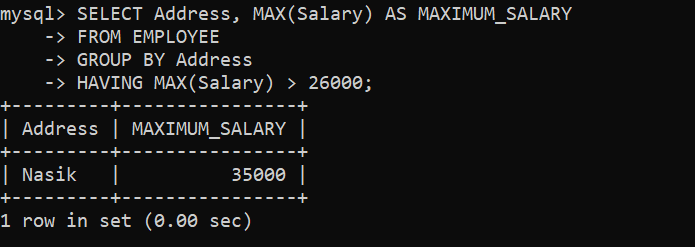 mysql> SELECT Address, MAX(Salary) AS MAXIMUM_SALARY
    -> FROM EMPLOYEE
    -> GROUP BY Address
    -> HAVING MAX(Salary) > 26000;
+---------+----------------+
| Address | MAXIMUM_SALARY |
+---------+----------------+
| Nasik   |          35000 |
+---------+----------------+
1 row in set (0.00 sec)